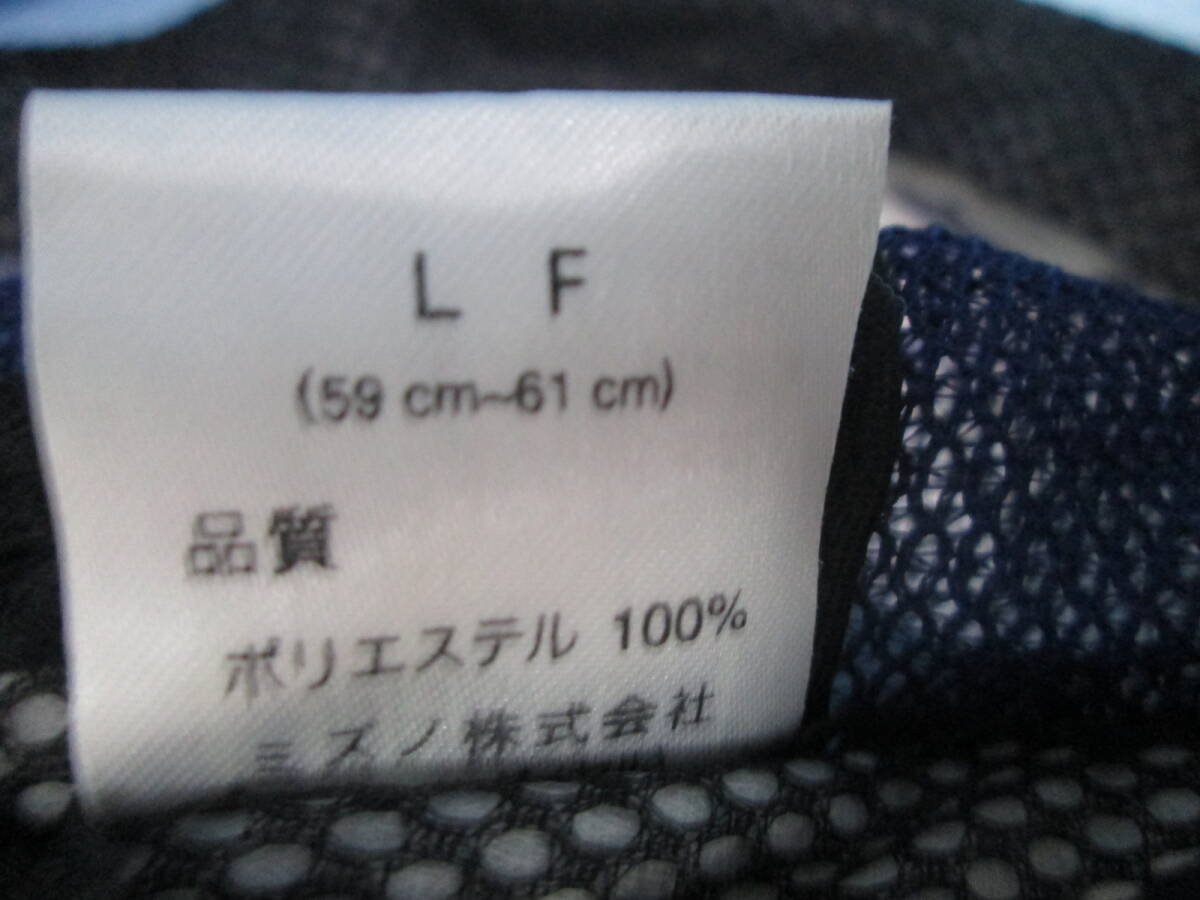 L F
(59 cm~61 cm)
品質
ポリエステル 100%
ミズノ株式会社